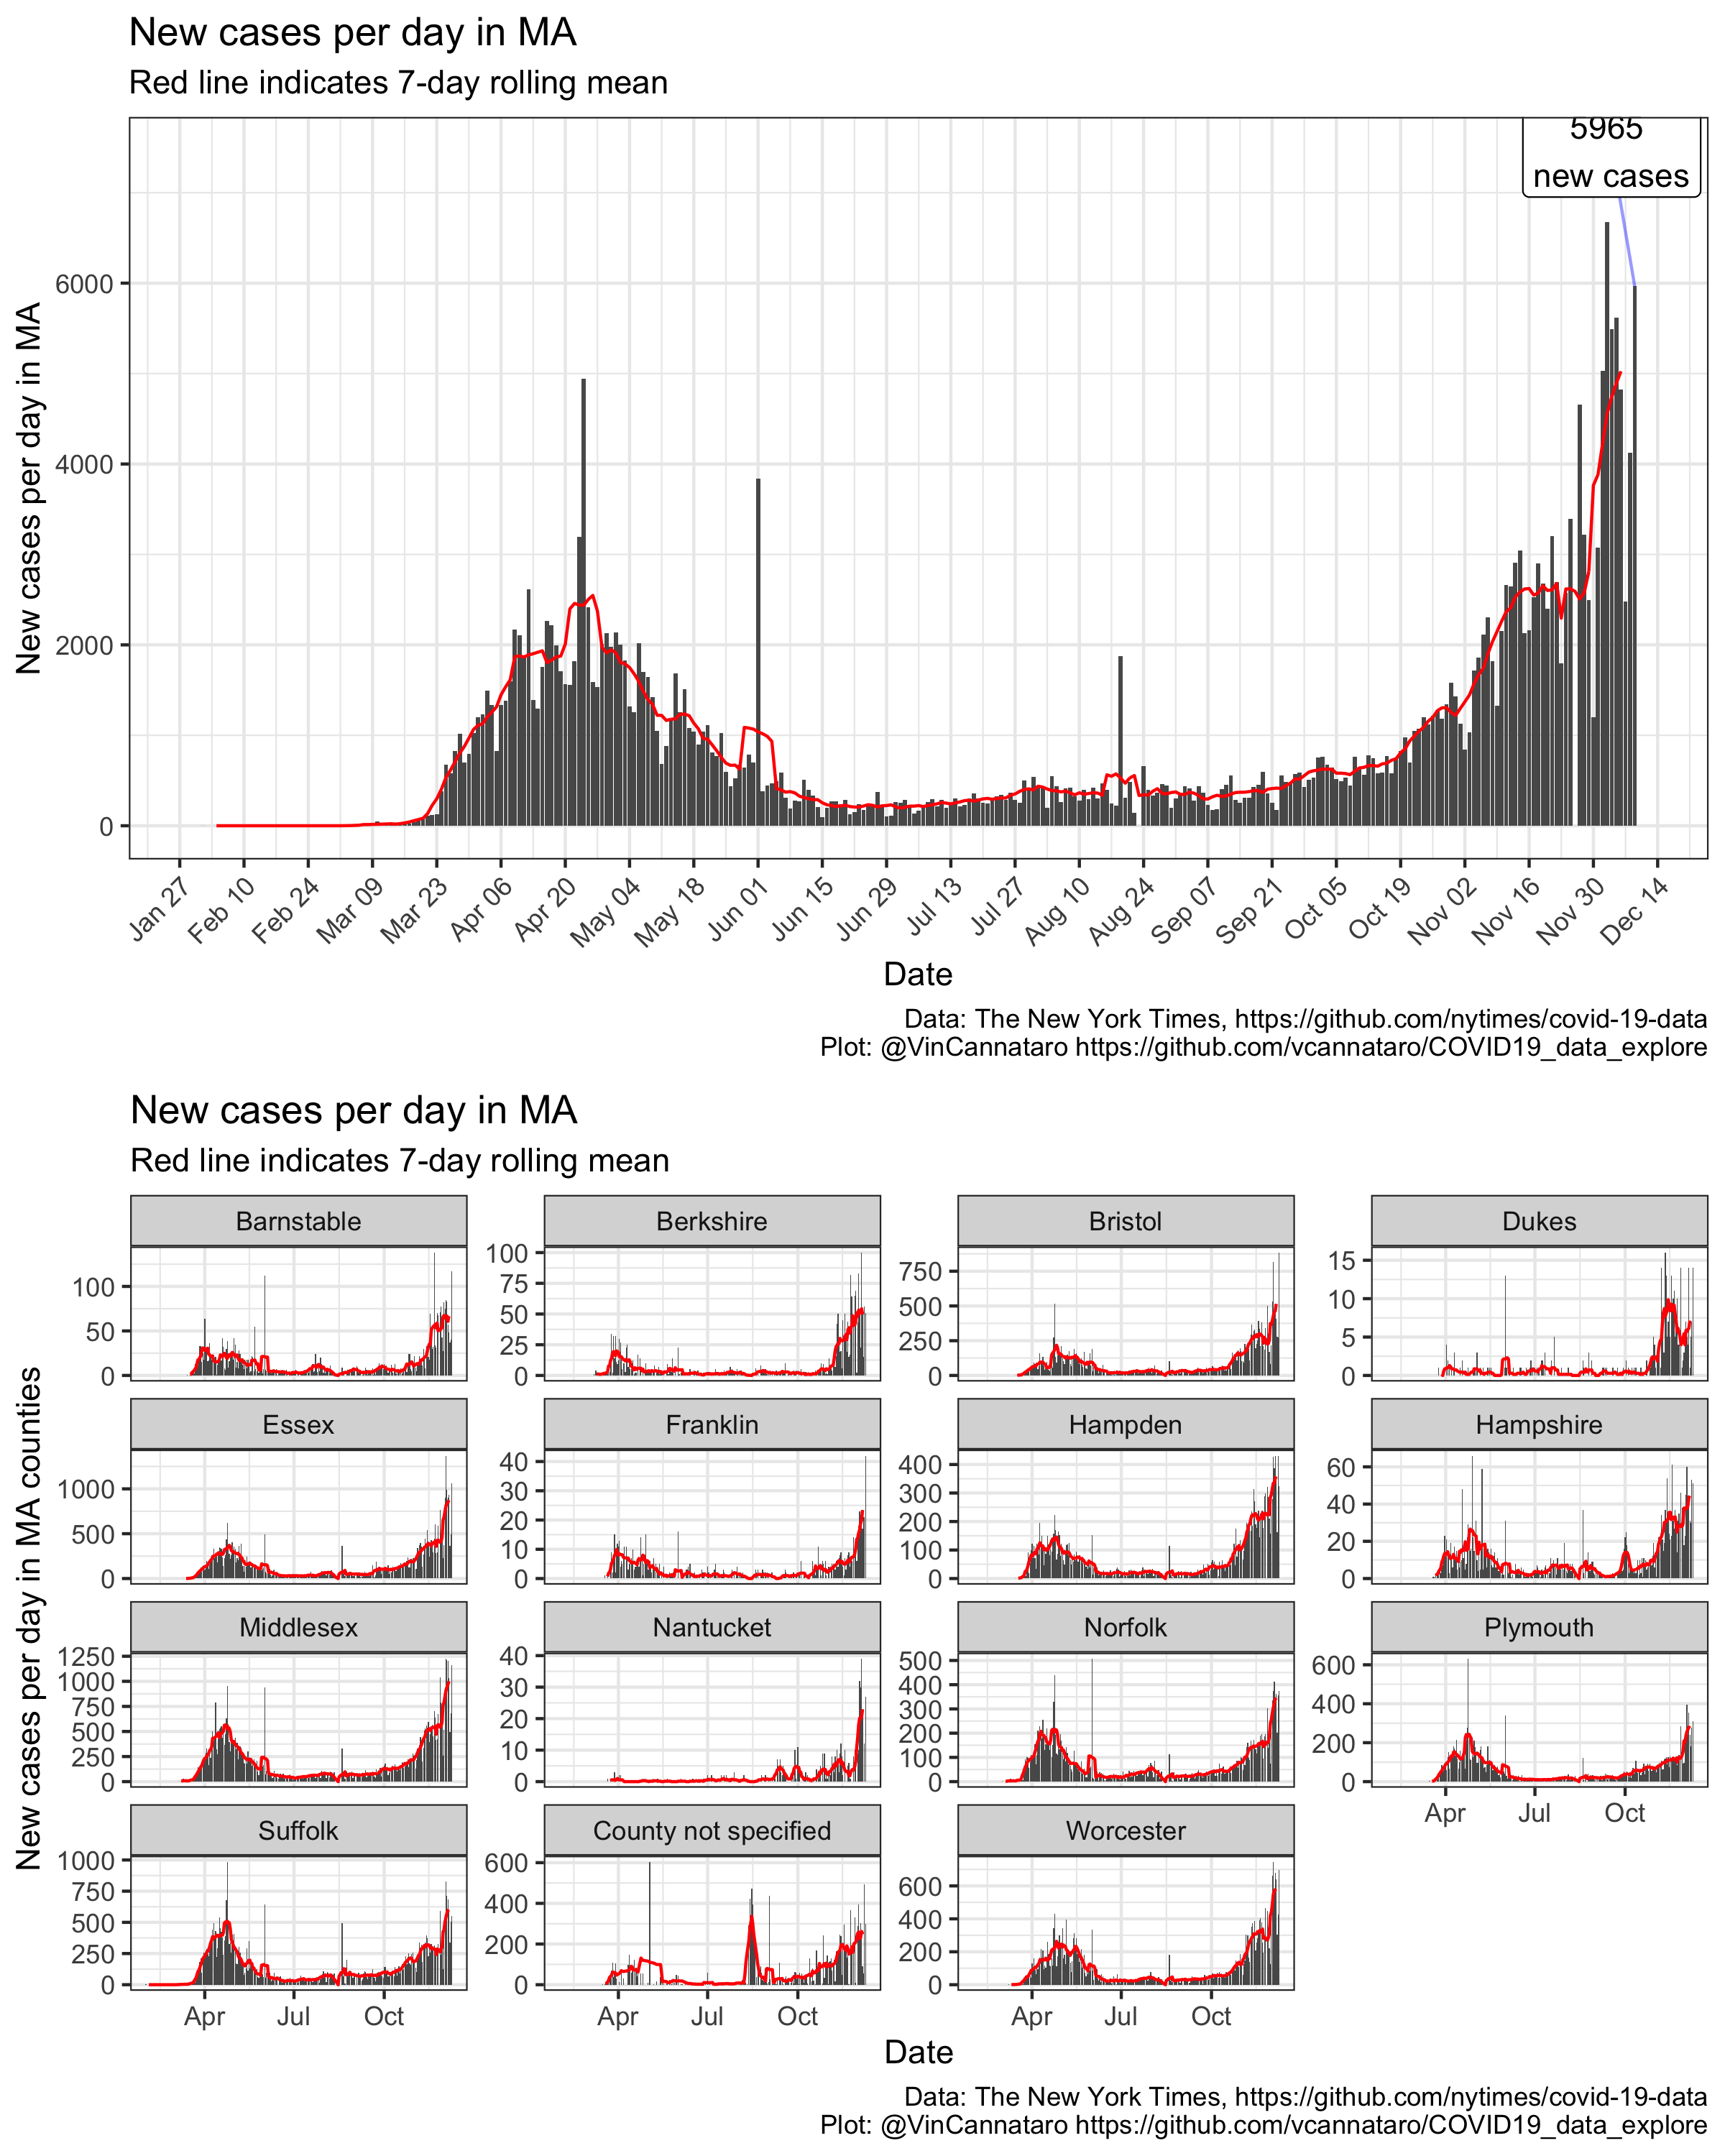 New cases per day in MA
Red line indicates 7-day rolling mean
5965
new cases
New cases per day in MA
6000
4000
2000
0
Jan 27 Feb 10 Feb 24 Mar 09 Mar 23 Apr 06 Apr 20 May 04 May 18 Jun 01 Jun 15 Jun 29 Jul 13 Jul 27 Aug 10 Aug 24 Sep 07 Sep 21 Oct 05 Oct 19 Nov 02 Nov 16 Nov 30 Dec 14
Date
Data: The New York Times, https://github.com/nytimes/covid-19-data
Plot: @VinCannataro https://github.com/vcannataro/COVID19_data_explore
New cases per day in MA
Red line indicates 7-day rolling mean
New cases per day in MA counties
Barnstable Berkshire Bristol Dukes
100 50 0
100 75 50 25 0
750 500 250 0
15 10 5 0
Essex Franklin Hampden Hampshire
1000 500 0
40 30 20 10 0
400 300 200 100 0
60 40 20 0
Middlesex Nantucket Norfolk Plymouth
1250 1000 750 500 250 0
40 30 20 10 0
500 400 300 200 100 0
600 400 200 0
Apr Jul Oct
Suffolk County not specified Worcester
1000 750 500 250 0
600 400 200 0
600 400 200 0
Apr Jul Oct Apr Jul Oct Apr Jul Oct
Date
Data: The New York Times, https://github.com/nytimes/covid-19-data
Plot: @VinCannataro https://github.com/vcannataro/COVID19_data_explore